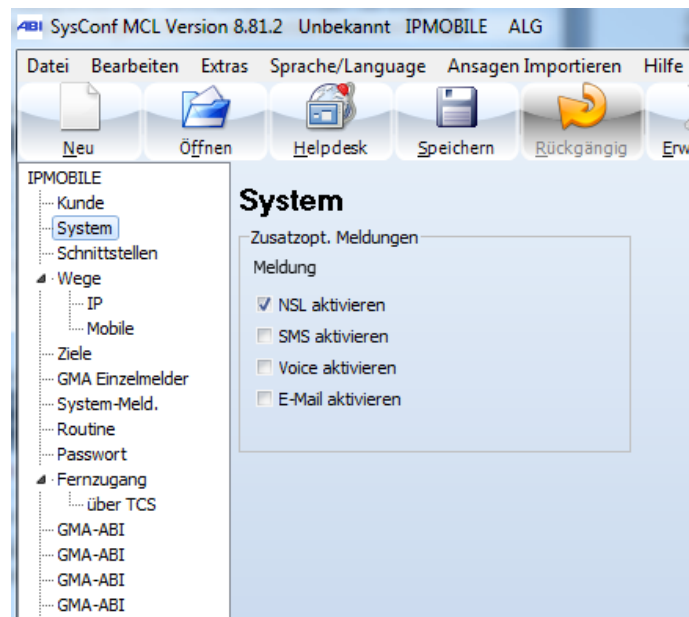 ABI SysConf MCL Version 8.81.2 Unbekannt IPMOBILE ALG
Datei Bearbeiten Extras Sprache/Language Ansagen Importieren Hilfe
Neu Öffnen Helpdesk Speichern Rückgängig Erw
IPMOBILE
Kunde
System
Schnittstellen
Wege
IP
Mobile
Ziele
GMA Einzelmelder
System-Meld.
Routine
Passwort
Fernzugang
über TCS
GMA-ABI
GMA-ABI
GMA-ABI
GMA-ABI
System
Zusatzopt. Meldungen
Meldung
NSL aktivieren
SMS aktivieren
Voice aktivieren
E-Mail aktivieren